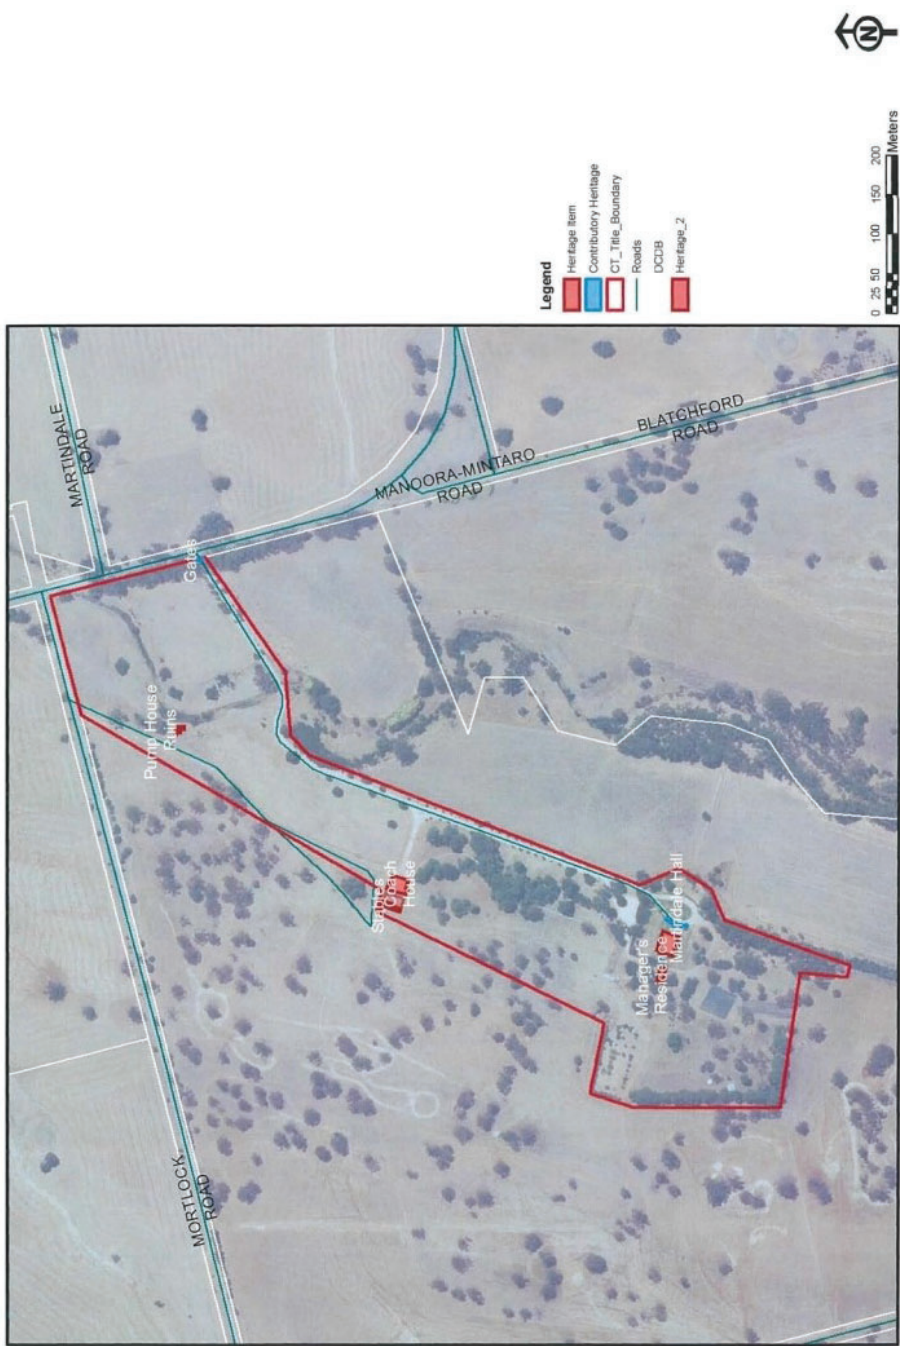 N
Legend
Heritage Item
Contributory Heritage
CT_Title_Boundary
Roads
DCDB
Heritage_2
0 25 50 100 150 200
Meters
MARTINDALE
ROAD
MANOORA-MINTARO
ROAD
BLATCHFORD
ROAD
MORTLOCK
ROAD
Gates
Pump House
Ruins
Stables
Coach
House
Manager's
Residence
Martindale Hall